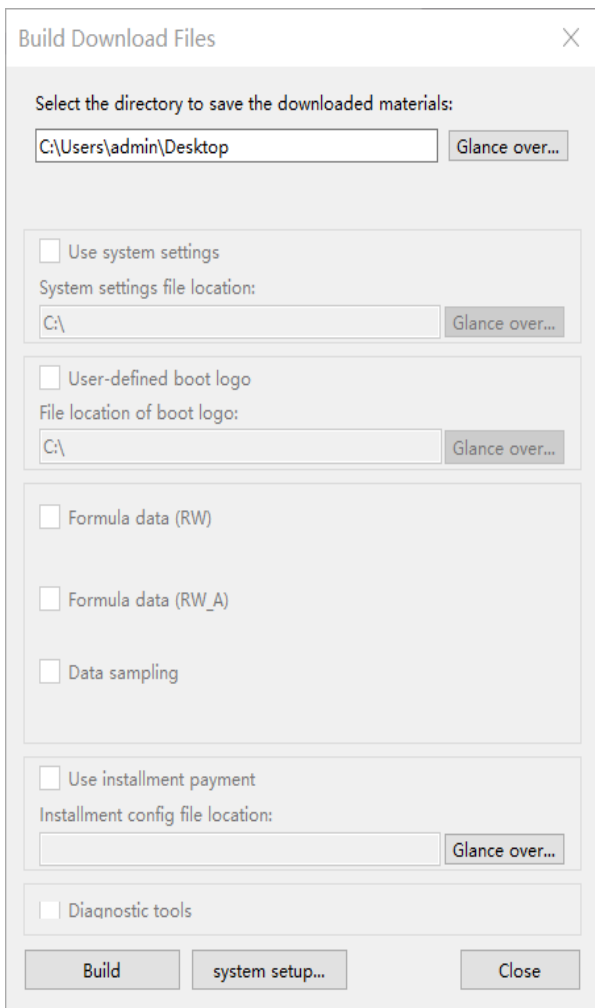 Build Download Files
Select the directory to save the downloaded materials:
C:\Users\admin\Desktop
Glance over...
Use system settings
System settings file location:
C:\
Glance over...
User-defined boot logo
File location of boot logo:
C:\
Glance over...
Formula data (RW)
Formula data (RW_A)
Data sampling
Use installment payment
Installment config file location:
Glance over...
Diagnostic tools
Build
system setup...
Close